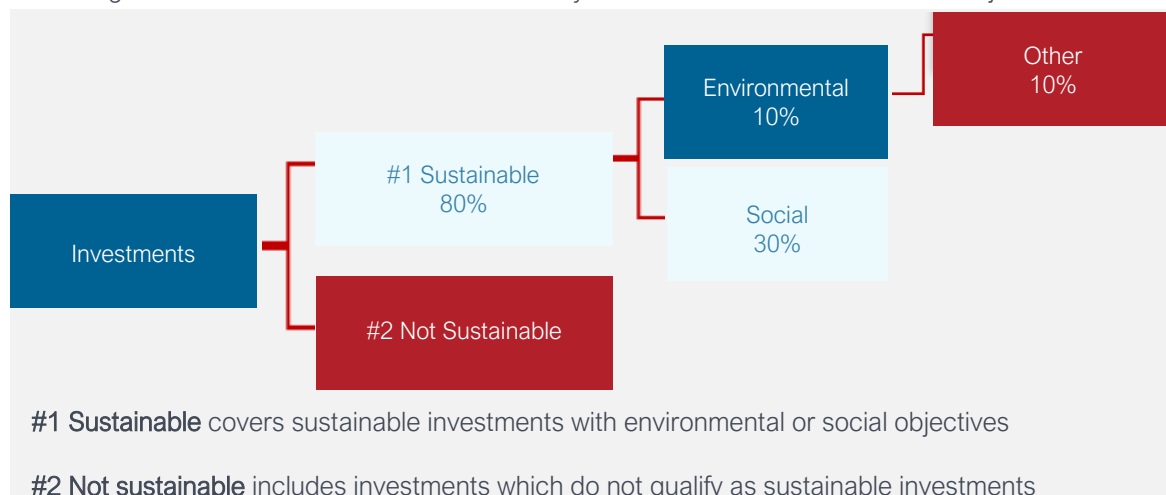 Other
10%
Environmental
10%
#1 Sustainable
80%
Social
30%
Investments
#2 Not Sustainable
#1 Sustainable covers sustainable investments with environmental or social objectives
#2 Not sustainable includes investments which do not qualify as sustainable investments